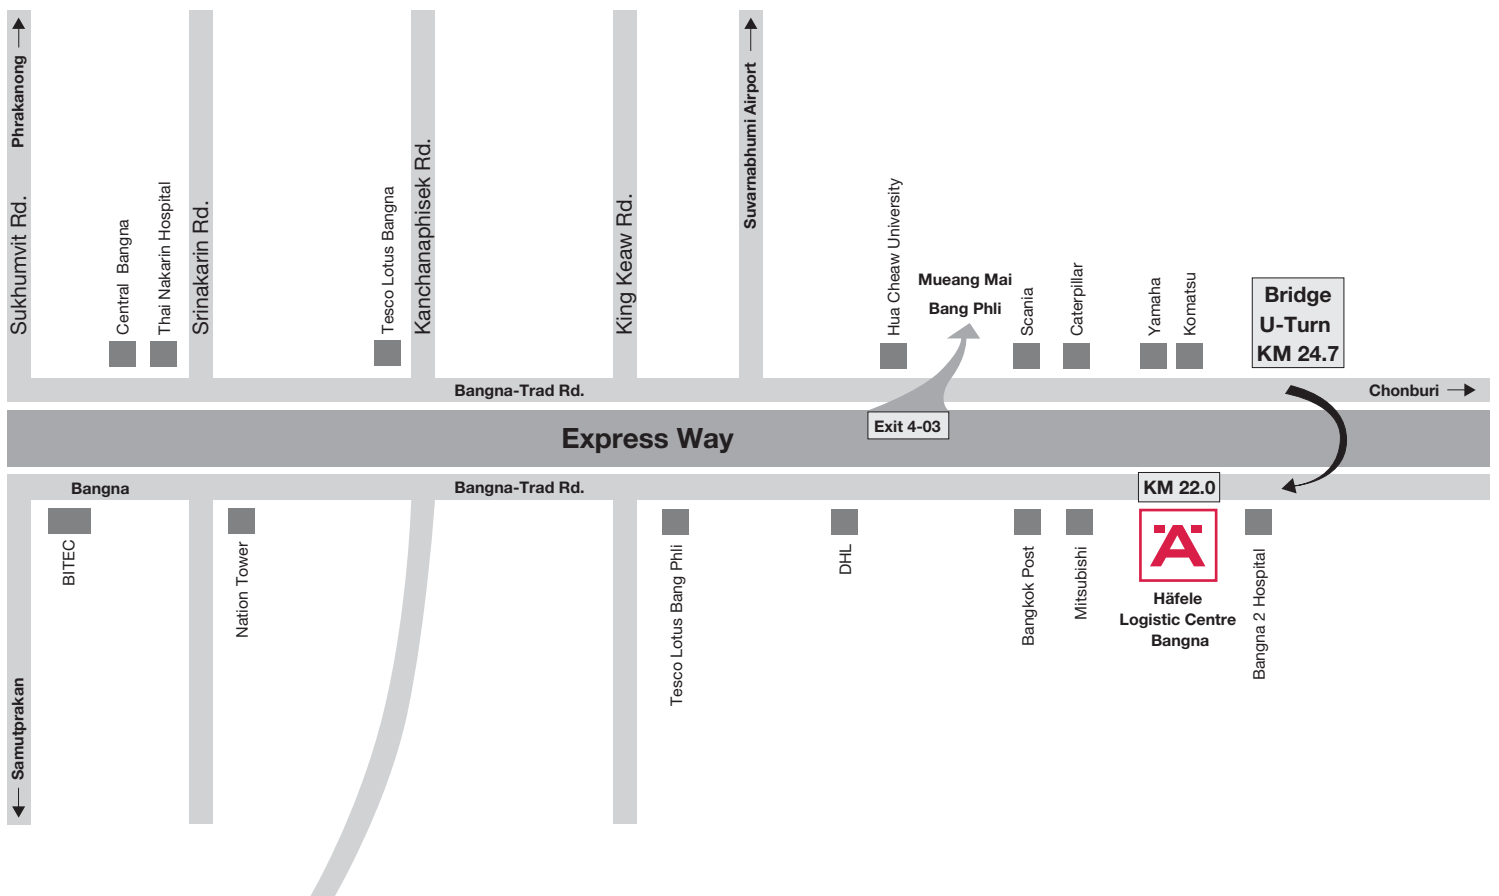 Phrakanong
Sukhumvit Rd.
Central Bangna
Thai Nakarin Hospital
Srinakarin Rd.
Tesco Lotus Bangna
Kanchanaphisek Rd.
King Keaw Rd.
Suvarnabhumi Airport
Hua Cheaw University
Mueang Mai
Bang Phli
Scania
Caterpillar
Yamaha
Komatsu
Bridge
U-Turn
KM 24.7
Bangna-Trad Rd.
Chonburi
Exit 4-03
Express Way
Bangna
Bangna-Trad Rd.
KM 22.0
BITEC
Nation Tower
Tesco Lotus Bang Phli
DHL
Bangkok Post
Mitsubishi
Ä
Häfele
Logistic Centre
Bangna
Bangna 2 Hospital
Samutprakan